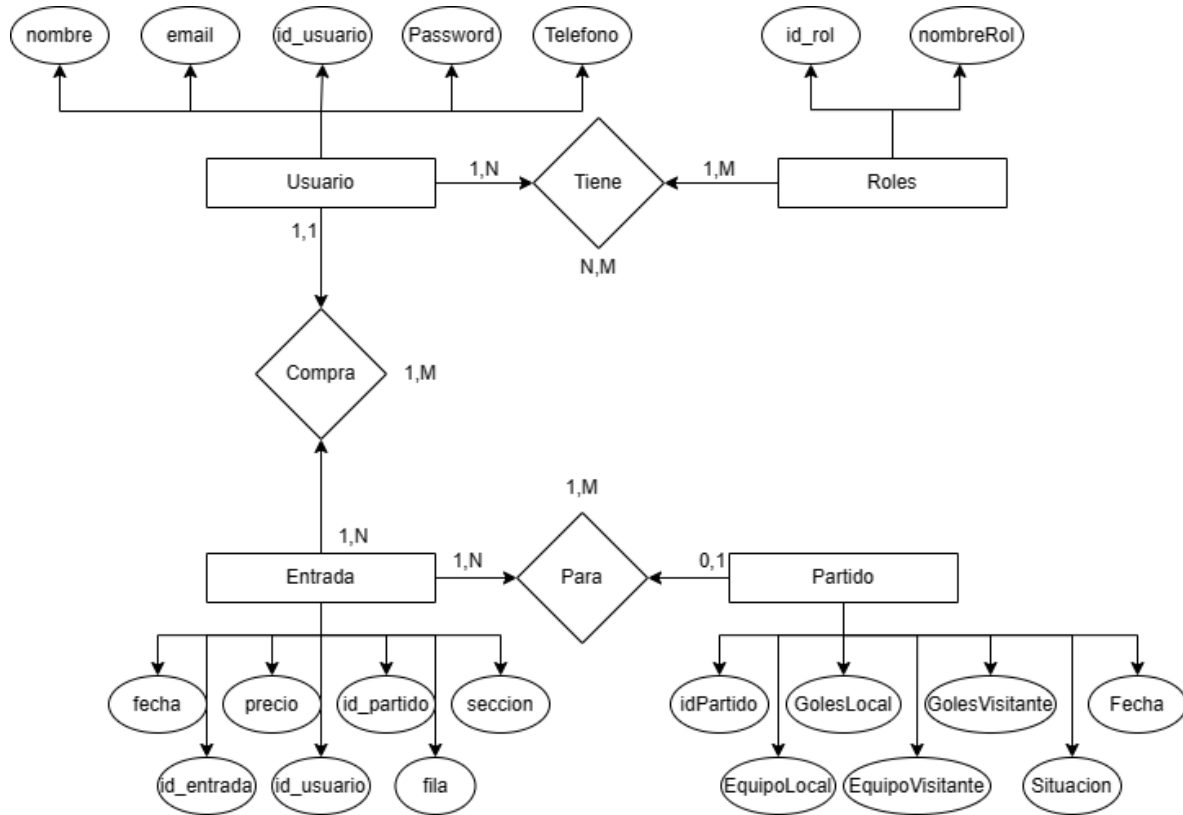 nombre
email
id_usuario
Password
Telefono
id_rol
nombreRol
Usuario
1,N
Tiene
1,M
Roles
N,M
1,1
Compra
1,M
1,N
Entrada
1,N
1,M
Para
0,1
Partido
fecha
precio
id_partido
seccion
id_entrada
id_usuario
fila
idPartido
GolesLocal
GolesVisitante
Fecha
EquipoLocal
EquipoVisitante
Situacion